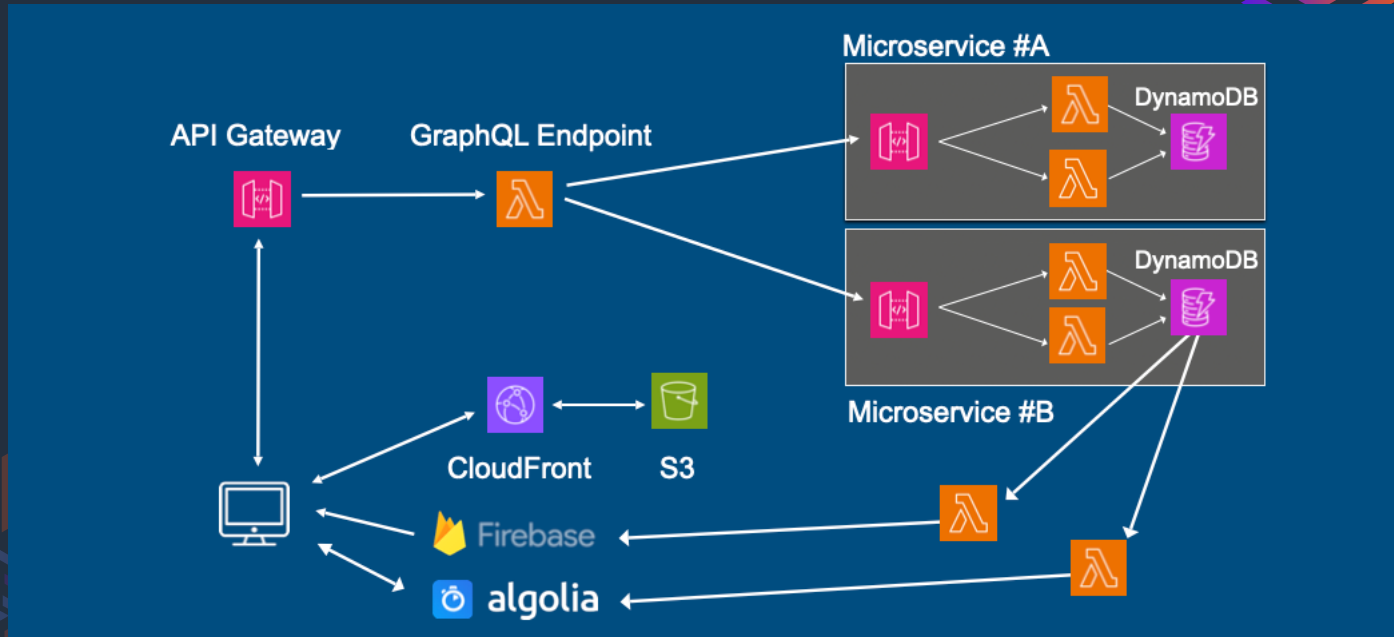 Microservice #A
DynamoDB
API Gateway
GraphQL Endpoint
DynamoDB
Microservice #B
CloudFront
S3
Firebase
algolia